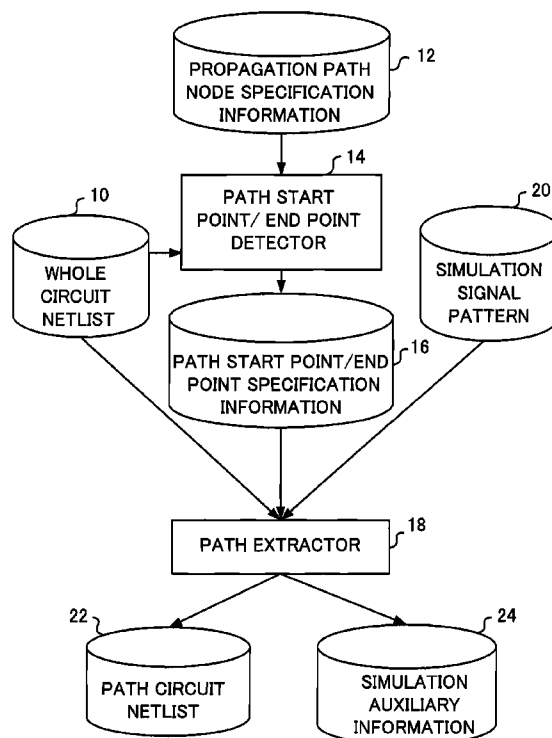 PROPAGATION PATH
NODE SPECIFICATION
INFORMATION
12
14
PATH START
POINT/ END POINT
DETECTOR
10
WHOLE
CIRCUIT
NETLIST
20
SIMULATION
SIGNAL
PATTERN
PATH START POINT/END
POINT SPECIFICATION
INFORMATION
16
PATH EXTRACTOR
18
22
PATH CIRCUIT
NETLIST
24
SIMULATION
AUXILIARY
INFORMATION